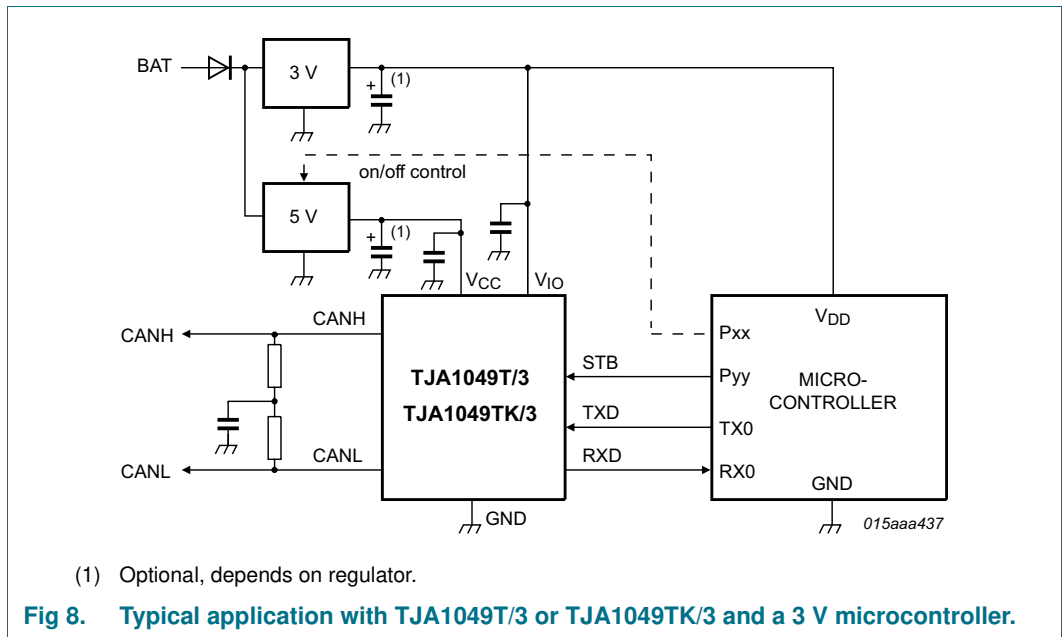 BAT
3 V
+
(1)
on/off control
5 V
+
(1)
VCC
VIO
CANH
CANH
CANL
CANL
TJA1049T/3
TJA1049TK/3
GND
STB
TXD
RXD
VDD
Pxx
Pyy
TX0
RX0
MICRO-
CONTROLLER
GND
015aaa437
(1) Optional, depends on regulator.
Fig 8. Typical application with TJA1049T/3 or TJA1049TK/3 and a 3 V microcontroller.